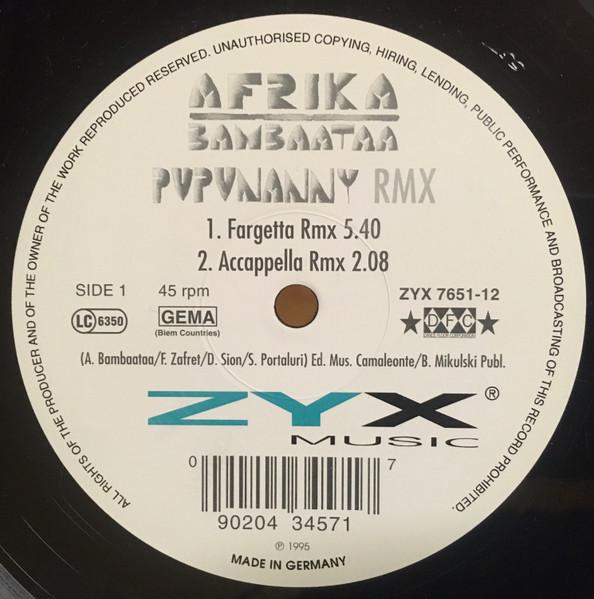 ALL RIGHTS OF THE PRODUCER AND OF THE OWNER OF THE WORK REPRODUCED RESERVED. UNAUTHORISED COPYING, HIRING, LENDING, PUBLIC PERFORMANCE AND BROADCASTING OF THIS RECORD PROHIBITED.
AFRIKA
BAMBAATAA
PUPUNANNY RMX
1. Fargetta Rmx 5.40
2. Accappella Rmx 2.08
SIDE 1 45 rpm ZYX 7651-12
LC 6350 GEMA DFC
(Biem Countries)
(A. Bambaataa/F. Zafret/D. Sion/S. Portaluri) Ed. Mus. Camaleonte/B. Mikulski Publ.
ZYX®
MUSIC
0 7
90204 34571
℗ 1995
MADE IN GERMANY